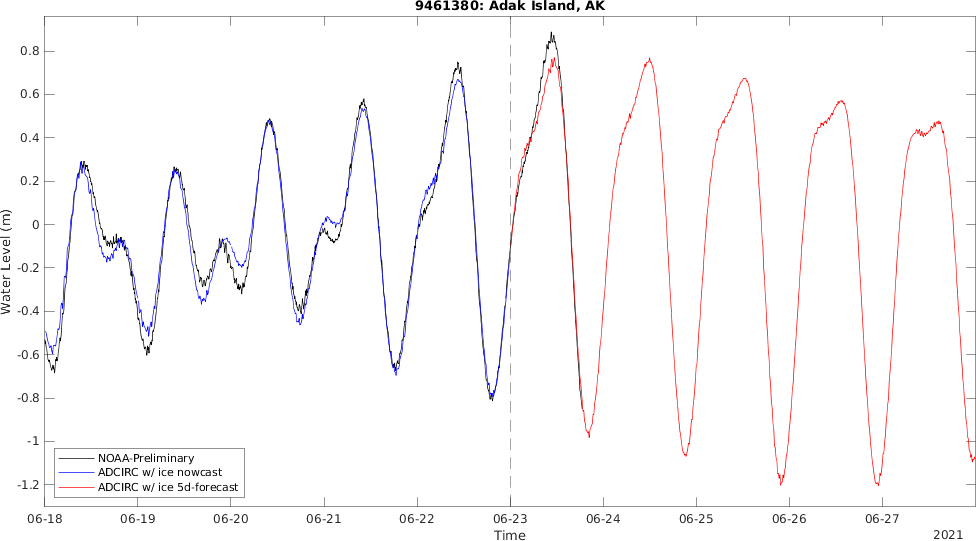 9461380: Adak Island, AK
Water Level (m)
0.8
0.6
0.4
0.2
0
-0.2
-0.4
-0.6
-0.8
-1
-1.2
NOAA-Preliminary
ADCIRC w/ ice nowcast
ADCIRC w/ ice 5d-forecast
06-18 06-19 06-20 06-21 06-22 06-23 06-24 06-25 06-26 06-27
Time
2021